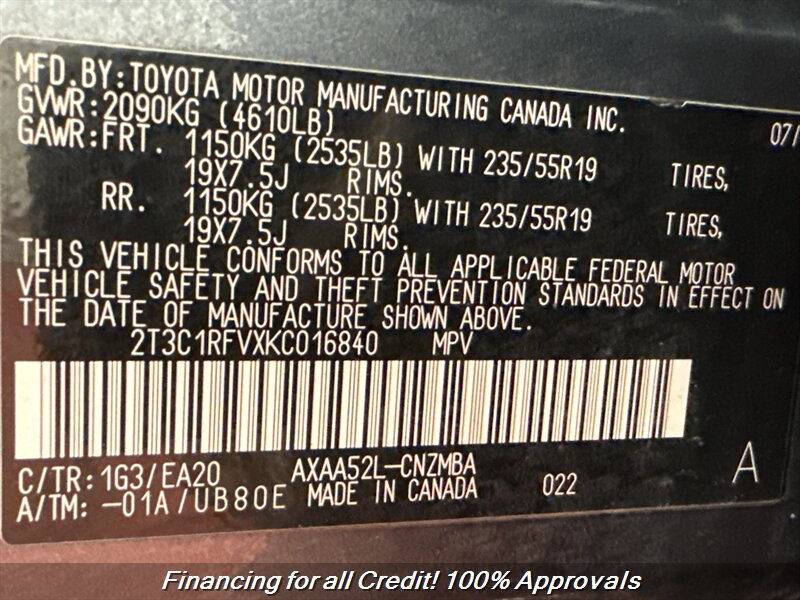 MFD.BY:TOYOTA MOTOR MANUFACTURING CANADA INC.
GVWR:2090KG (4610LB) 07/
GAWR:FRT. 1150KG (2535LB) WITH 235/55R19 TIRES,
19X7.5J RIMS.
RR. 1150KG (2535LB) WITH 235/55R19 TIRES,
19X7.5J RIMS.
THIS VEHICLE CONFORMS TO ALL APPLICABLE FEDERAL MOTOR
VEHICLE SAFETY AND THEFT PREVENTION STANDARDS IN EFFECT ON
THE DATE OF MANUFACTURE SHOWN ABOVE.
2T3C1RFVXKC016840 MPV
C/TR:1G3/EA20 AXAA52L-CNZMBA A
A/TM:-01A/UB80E MADE IN CANADA 022
Financing for all Credit! 100% Approvals